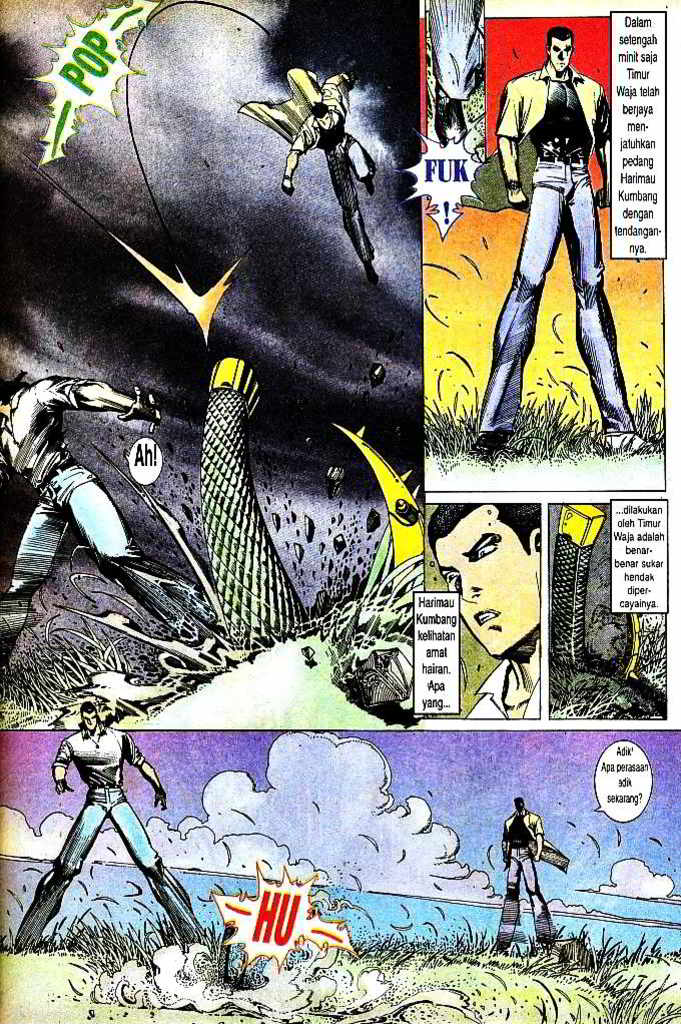 POP
Ah!
FUK
!
Dalam
setengah
minit saja
Timur
Waja telah
berjaya
men-
jatuhkan
pedang
Harimau
Kumbang
dengan
tendangan-
nya.
Harimau
Kumbang
kelihatan
amat
hairan.
Apa
yang...
...dilakukan
oleh Timur
Waja adalah
benar-
benar sukar
hendak
diper-
cayainya.
Adik!
Apa perasaan
adik
sekarang?
HU